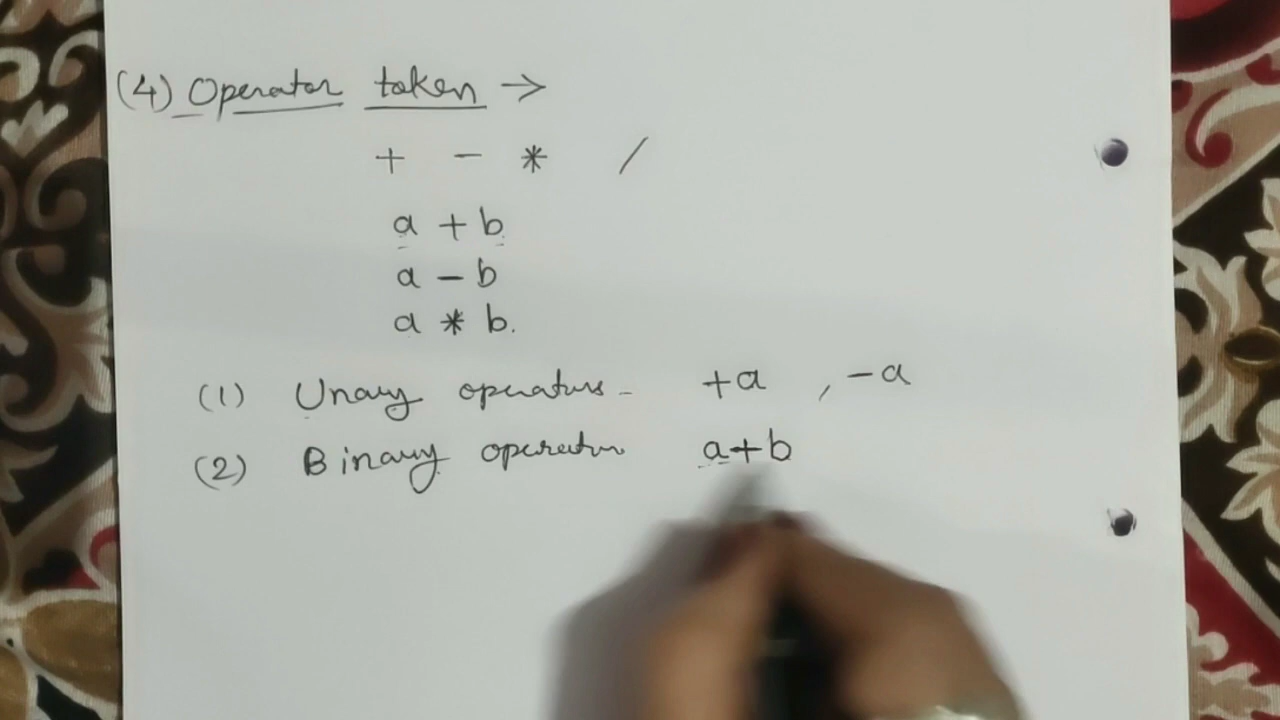 (4) Operator token →
+ - * /
a + b
a - b
a * b.
(1) Unary operators - +a , -a
(2) Binary operator a+b